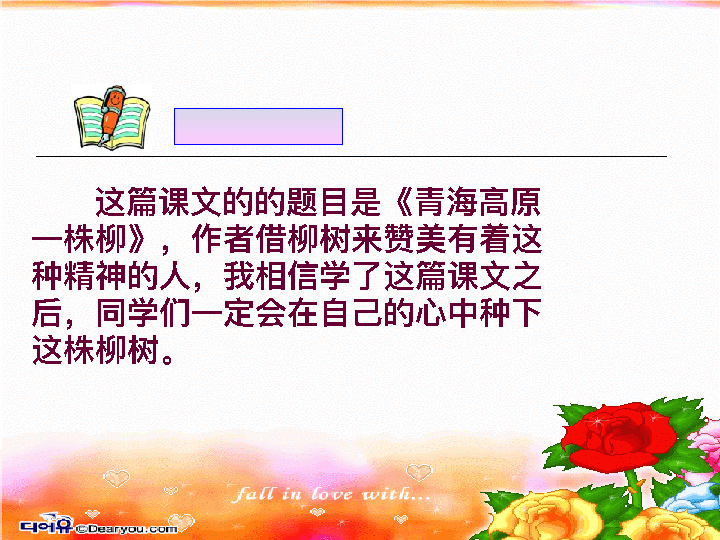 这篇课文的的题目是《青海高原
一株柳》，作者借柳树来赞美有着这
种精神的人，我相信学了这篇课文之
后，同学们一定会在自己的心中种下
这株柳树。
fall in love with...
디어유 ©Dearyou.com